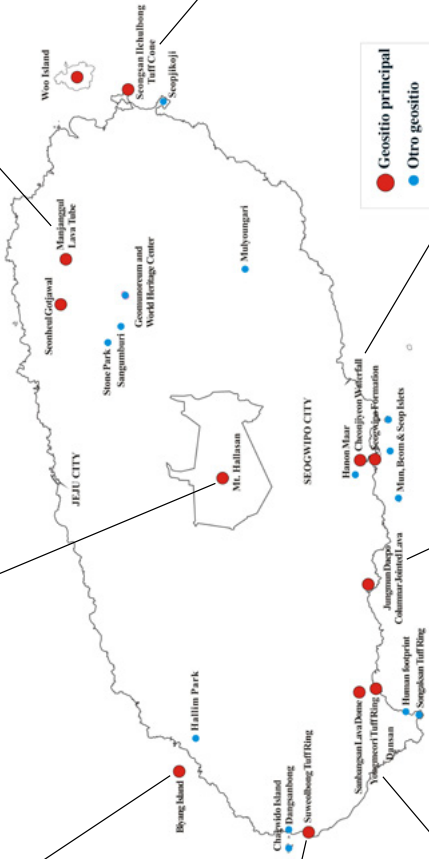 Woo Island
Seongsan Ilchulbong
Tuff Cone
Seopjikoji
Manjanggul
Lava Tube
Seonheul Gotjawal
Geomunoreum and
World Heritage Center
Stone Park
Sangumburi
Mulyoungari
JEJU CITY
Mt. Hallasan
SEOGWIPO CITY
Hanon Maar
Cheonjiyeon Waterfall
Seogwipo Formation
Mun, Beom & Seop Islets
Jungmun Daepo
Columnar Jointed Lava
Hallim Park
Biyang Island
Chagwido Island
Dangsanbong
Suweolbong Tuff Ring
Sanbangsan Lava Dome
Yongmeori Tuff Ring
Dansan
Human footprint
Songaksan Tuff Ring
Geositio principal
Otro geositio